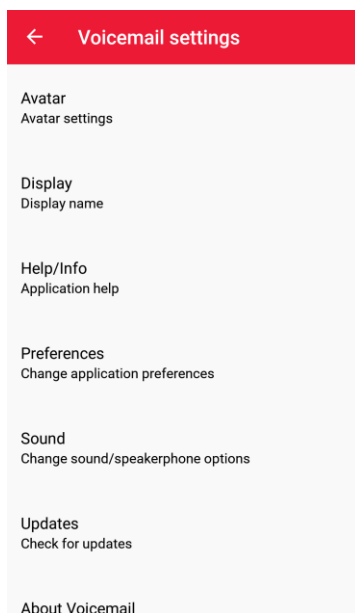 Voicemail settings
Avatar
Avatar settings
Display
Display name
Help/Info
Application help
Preferences
Change application preferences
Sound
Change sound/speakerphone options
Updates
Check for updates
About Voicemail